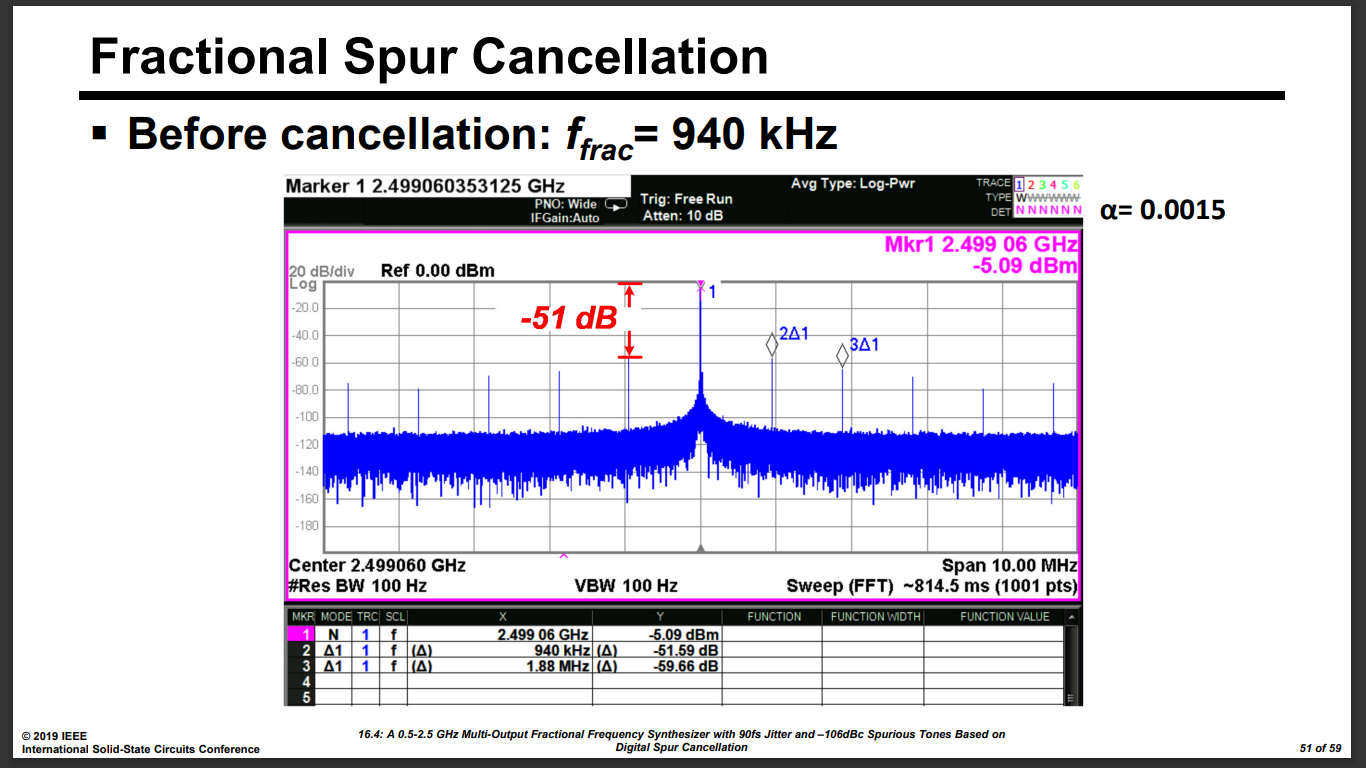 Fractional Spur Cancellation
▪ Before cancellation: ffrac= 940 kHz
Marker 1 2.499060353125 GHz
PNO: Wide
IFGain:Auto
Trig: Free Run
Atten: 10 dB
Avg Type: Log-Pwr
TRACE 1 2 3 4 5 6
TYPE WWWWWW
DET N N N N N N
α= 0.0015
Mkr1 2.499 06 GHz
-5.09 dBm
20 dB/div Ref 0.00 dBm
Log
-20.0
-40.0
-60.0
-80.0
-100
-120
-140
-160
-180
-51 dB
1
2Δ1
3Δ1
Center 2.499060 GHz Span 10.00 MHz
#Res BW 100 Hz VBW 100 Hz Sweep (FFT) ~814.5 ms (1001 pts)
MKR MODE TRC SCL X Y FUNCTION FUNCTION WIDTH FUNCTION VALUE
1 N 1 f 2.499 06 GHz -5.09 dBm
2 Δ1 1 f (Δ) 940 kHz (Δ) -51.59 dB
3 Δ1 1 f (Δ) 1.88 MHz (Δ) -59.66 dB
4
5
© 2019 IEEE
International Solid-State Circuits Conference
16.4: A 0.5-2.5 GHz Multi-Output Fractional Frequency Synthesizer with 90fs Jitter and –106dBc Spurious Tones Based on
Digital Spur Cancellation
51 of 59